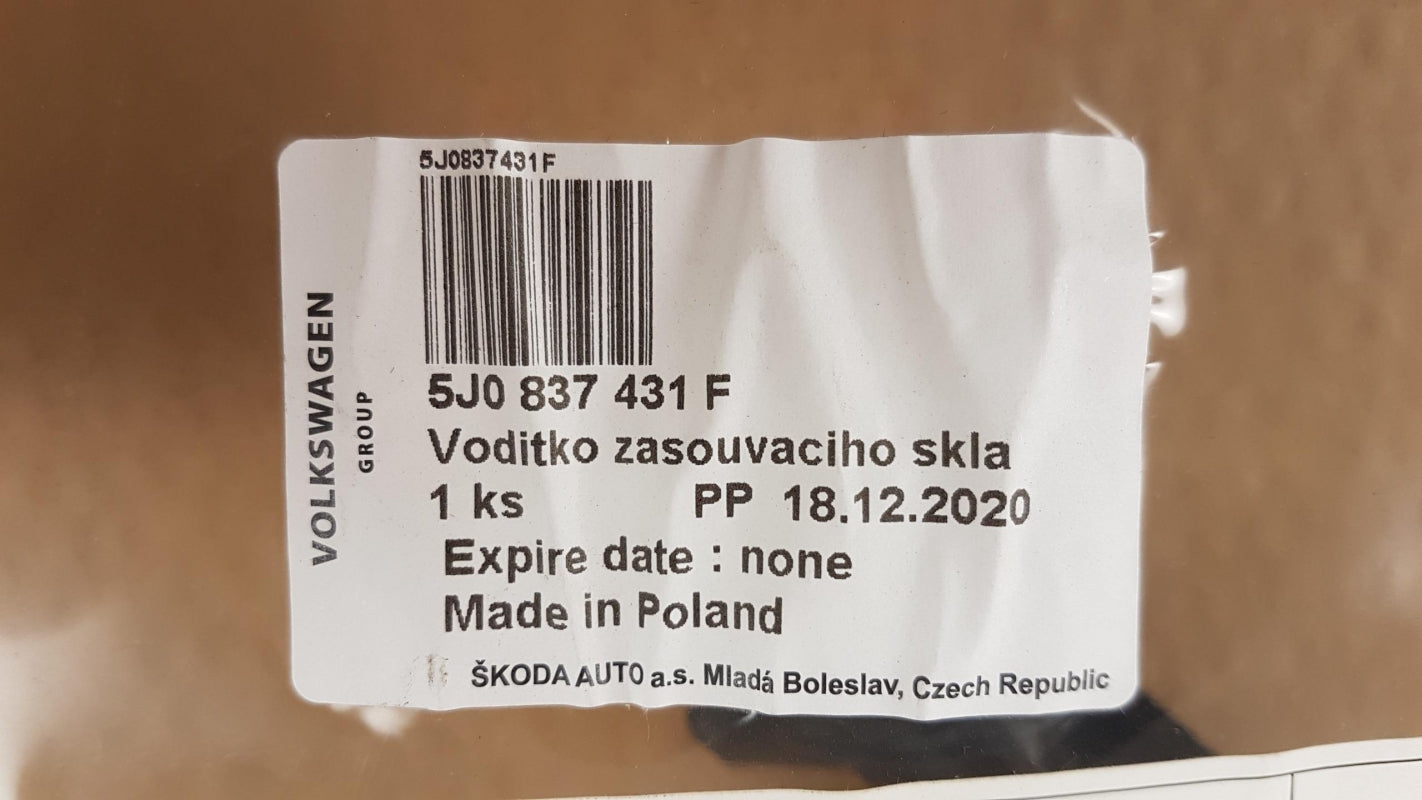 5J0837431F
VOLKSWAGEN
GROUP
5J0 837 431 F
Voditko zasouvaciho skla
1 ks PP 18.12.2020
Expire date : none
Made in Poland
ŠKODA AUTO a.s. Mladá Boleslav, Czech Republic